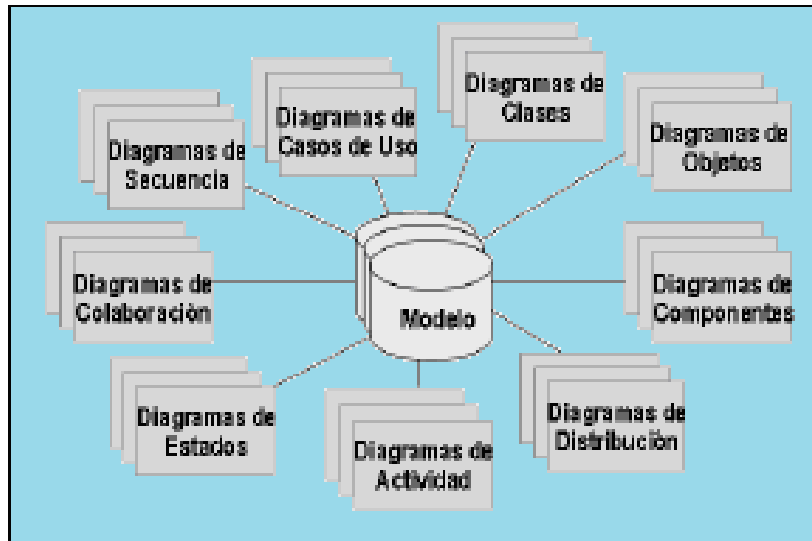 Diagramas de
Clases
Diagramas de
Casos de Uso
Diagramas de
Objetos
Diagramas de
Secuencia
Diagramas de
Colaboración
Modelo
Diagramas de
Componentes
Diagramas de
Estados
Diagramas de
Distribución
Diagramas de
Actividad